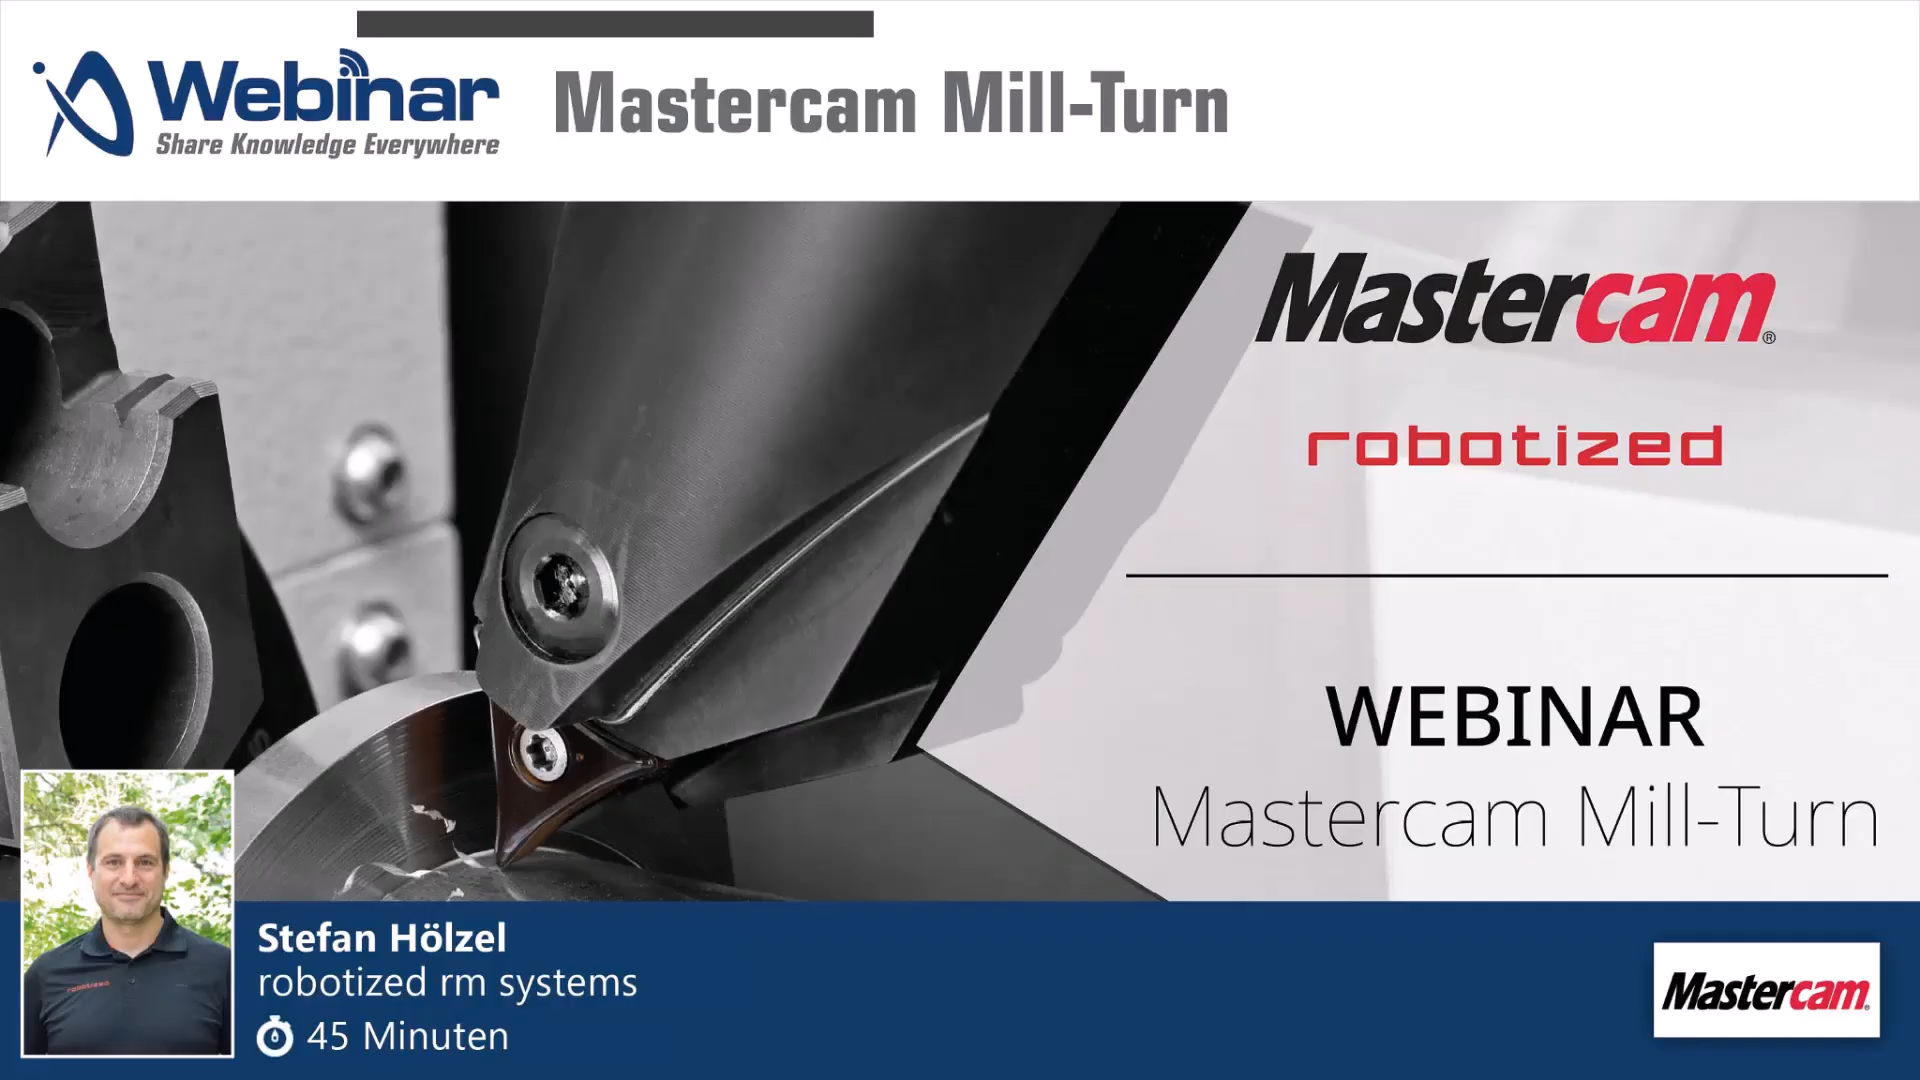 Webinar
Share Knowledge Everywhere
Mastercam Mill-Turn
Mastercam®
robotized
WEBINAR
Mastercam Mill-Turn
robotized
Stefan Hölzel
robotized rm systems
45 Minuten
Mastercam®